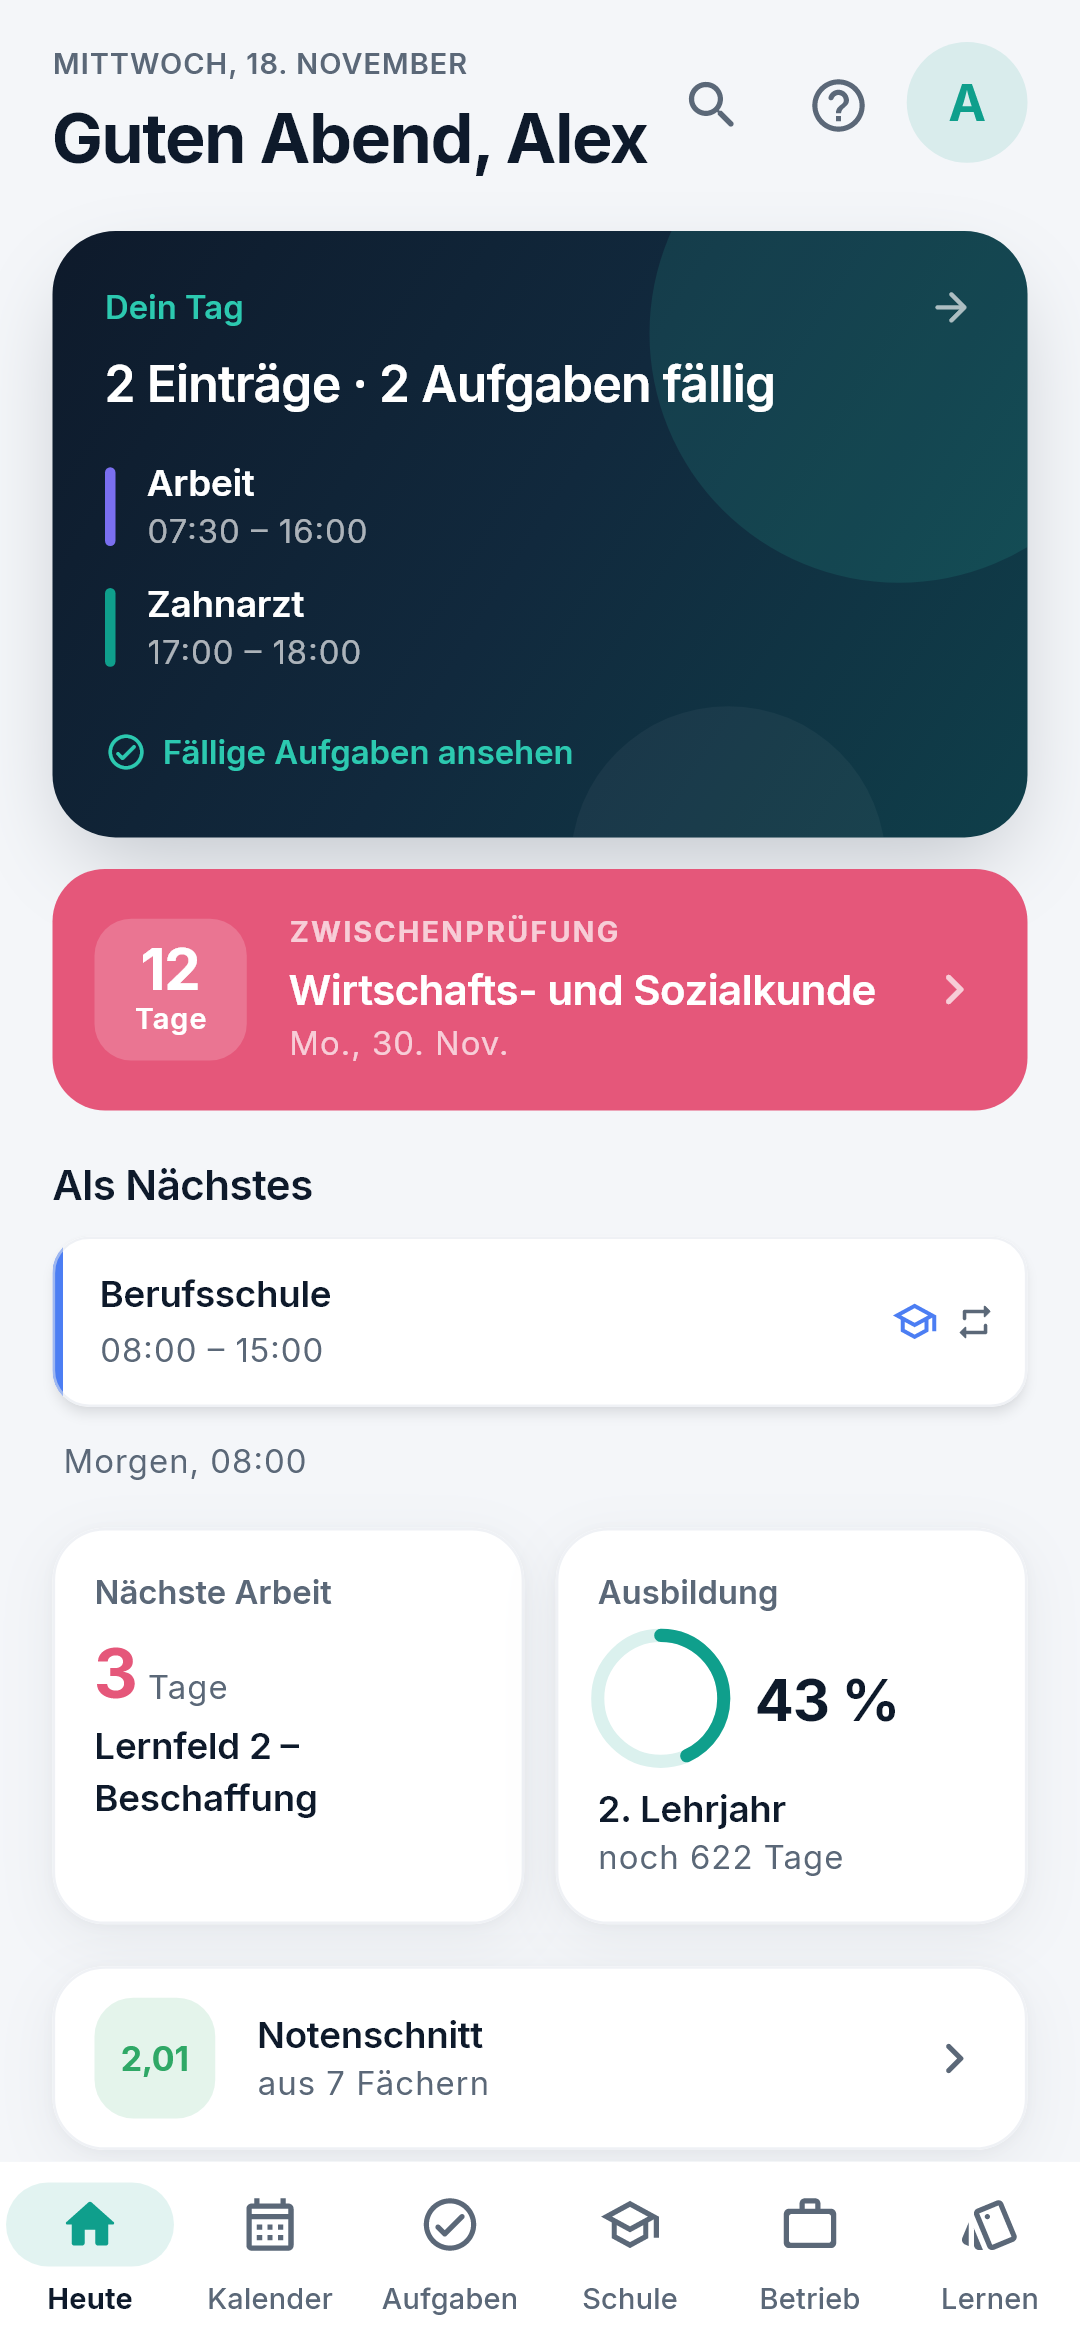 MITTWOCH, 18. NOVEMBER
Guten Abend, Alex
A
Dein Tag
2 Einträge · 2 Aufgaben fällig
Arbeit
07:30 – 16:00
Zahnarzt
17:00 – 18:00
Fällige Aufgaben ansehen
12
Tage
ZWISCHENPRÜFUNG
Wirtschafts- und Sozialkunde
Mo., 30. Nov.
Als Nächstes
Berufsschule
08:00 – 15:00
Morgen, 08:00
Nächste Arbeit
3 Tage
Lernfeld 2 –
Beschaffung
Ausbildung
43 %
2. Lehrjahr
noch 622 Tage
2,01
Notenschnitt
aus 7 Fächern
Heute
Kalender
Aufgaben
Schule
Betrieb
Lernen